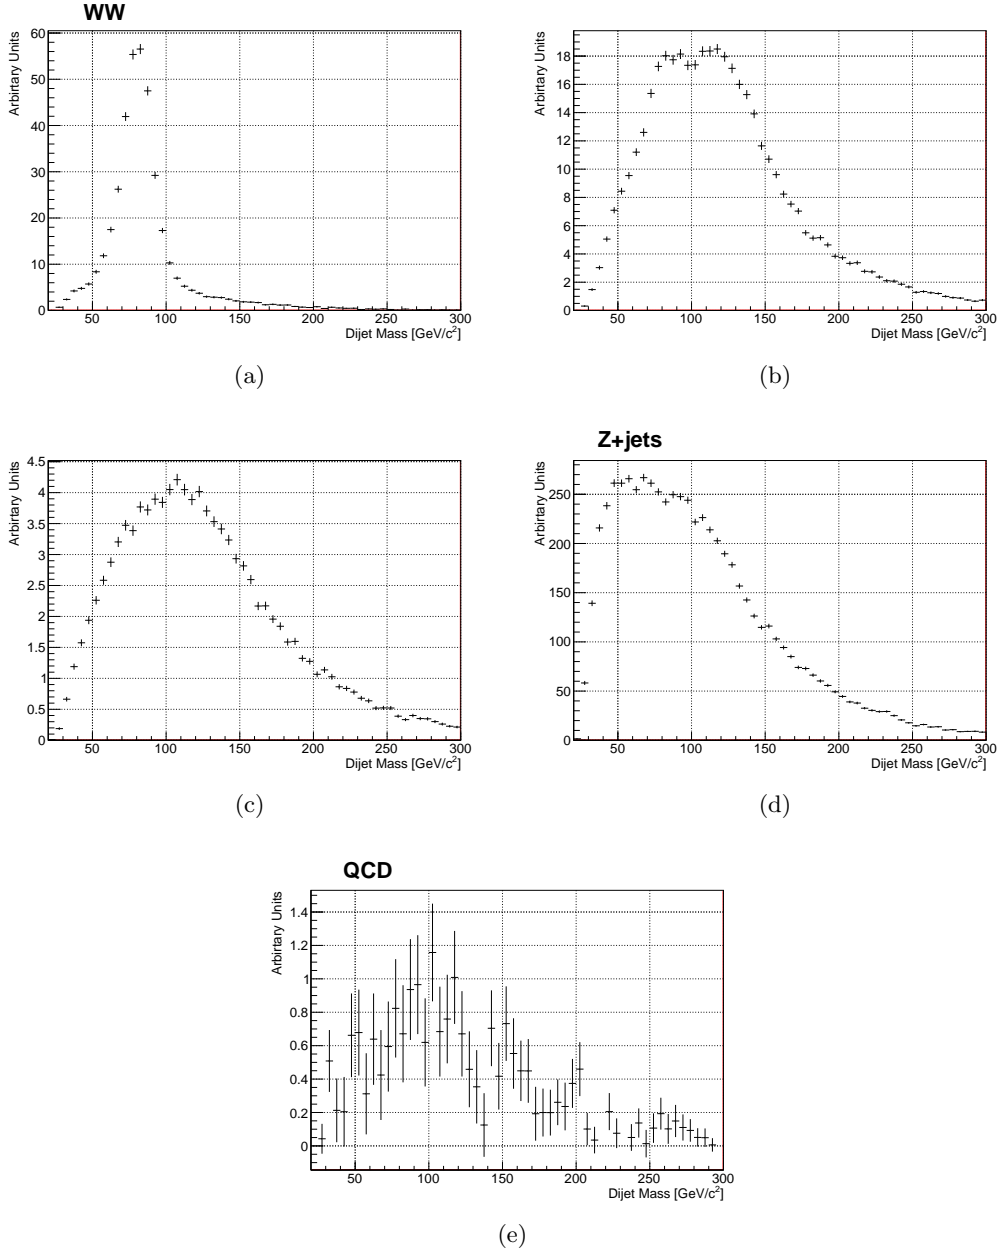 WW
Arbirtary Units
60
50
40
30
20
10
0
50 100 150 200 250 300
Dijet Mass [GeV/c²]
(a)
Arbirtary Units
18
16
14
12
10
8
6
4
2
0
50 100 150 200 250 300
Dijet Mass [GeV/c²]
(b)
Arbirtary Units
4.5
4
3.5
3
2.5
2
1.5
1
0.5
0
50 100 150 200 250 300
Dijet Mass [GeV/c²]
(c)
Z+jets
Arbirtary Units
250
200
150
100
50
0
50 100 150 200 250 300
Dijet Mass [GeV/c²]
(d)
QCD
Arbirtary Units
1.4
1.2
1
0.8
0.6
0.4
0.2
0
50 100 150 200 250 300
Dijet Mass [GeV/c²]
(e)